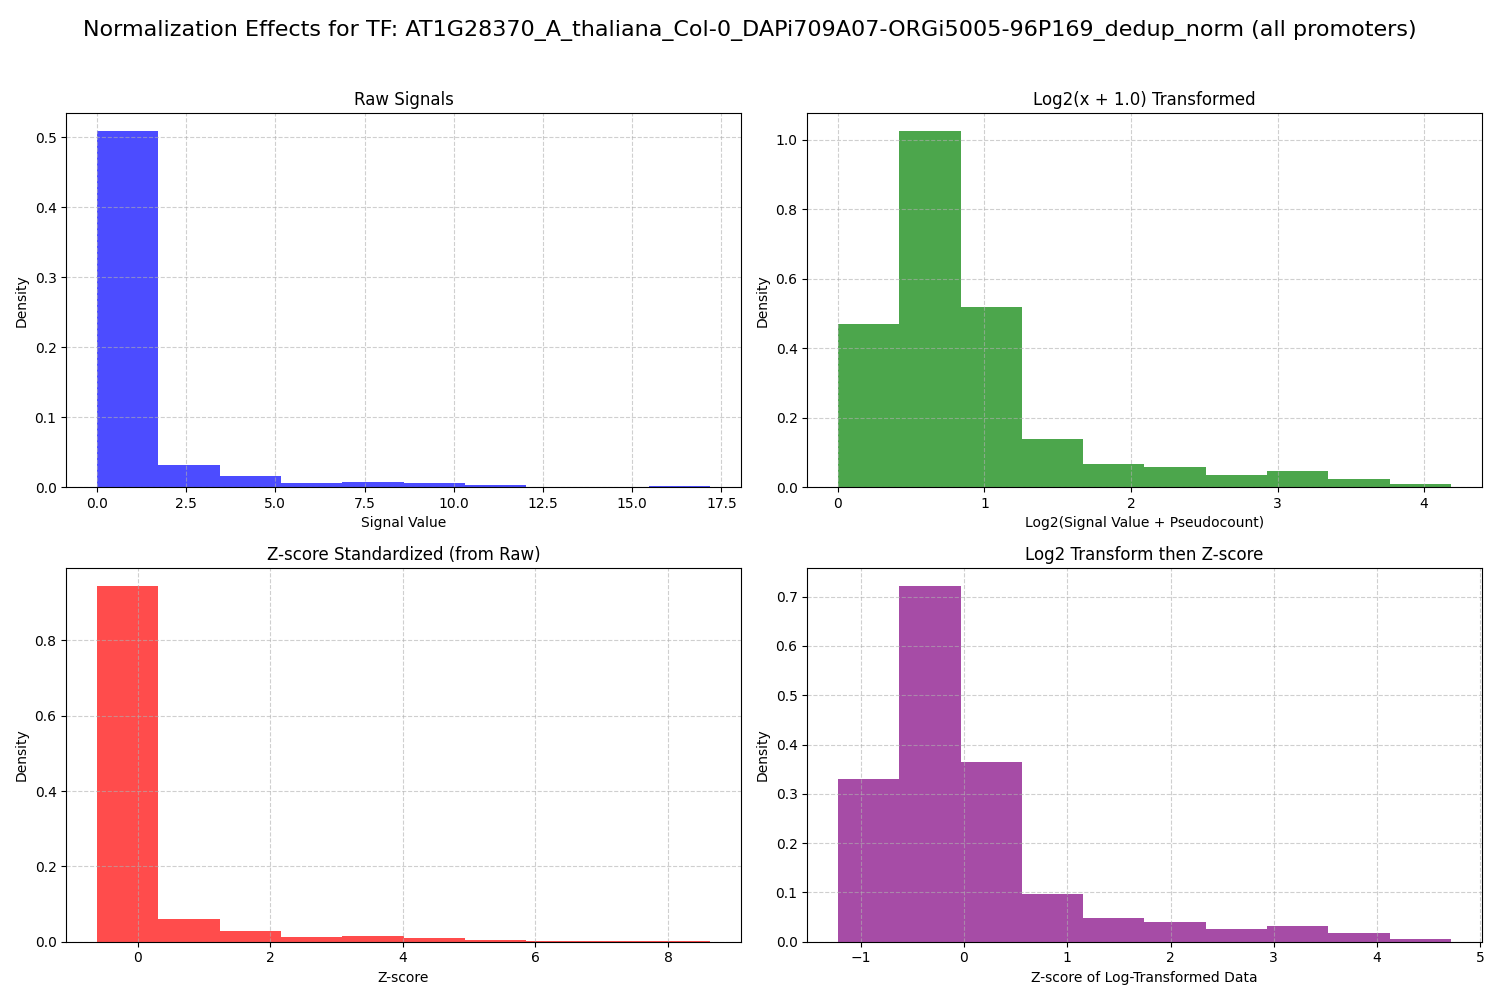 Normalization Effects for TF: AT1G28370_A_thaliana_Col-0_DAPi709A07-ORGi5005-96P169_dedup_norm (all promoters)
Raw Signals
Density
0.5
0.4
0.3
0.2
0.1
0.0
0.0 2.5 5.0 7.5 10.0 12.5 15.0 17.5
Signal Value
Log2(x + 1.0) Transformed
Density
1.0
0.8
0.6
0.4
0.2
0.0
0 1 2 3 4
Log2(Signal Value + Pseudocount)
Z-score Standardized (from Raw)
Density
0.8
0.6
0.4
0.2
0.0
0 2 4 6 8
Z-score
Log2 Transform then Z-score
Density
0.7
0.6
0.5
0.4
0.3
0.2
0.1
0.0
−1 0 1 2 3 4 5
Z-score of Log-Transformed Data